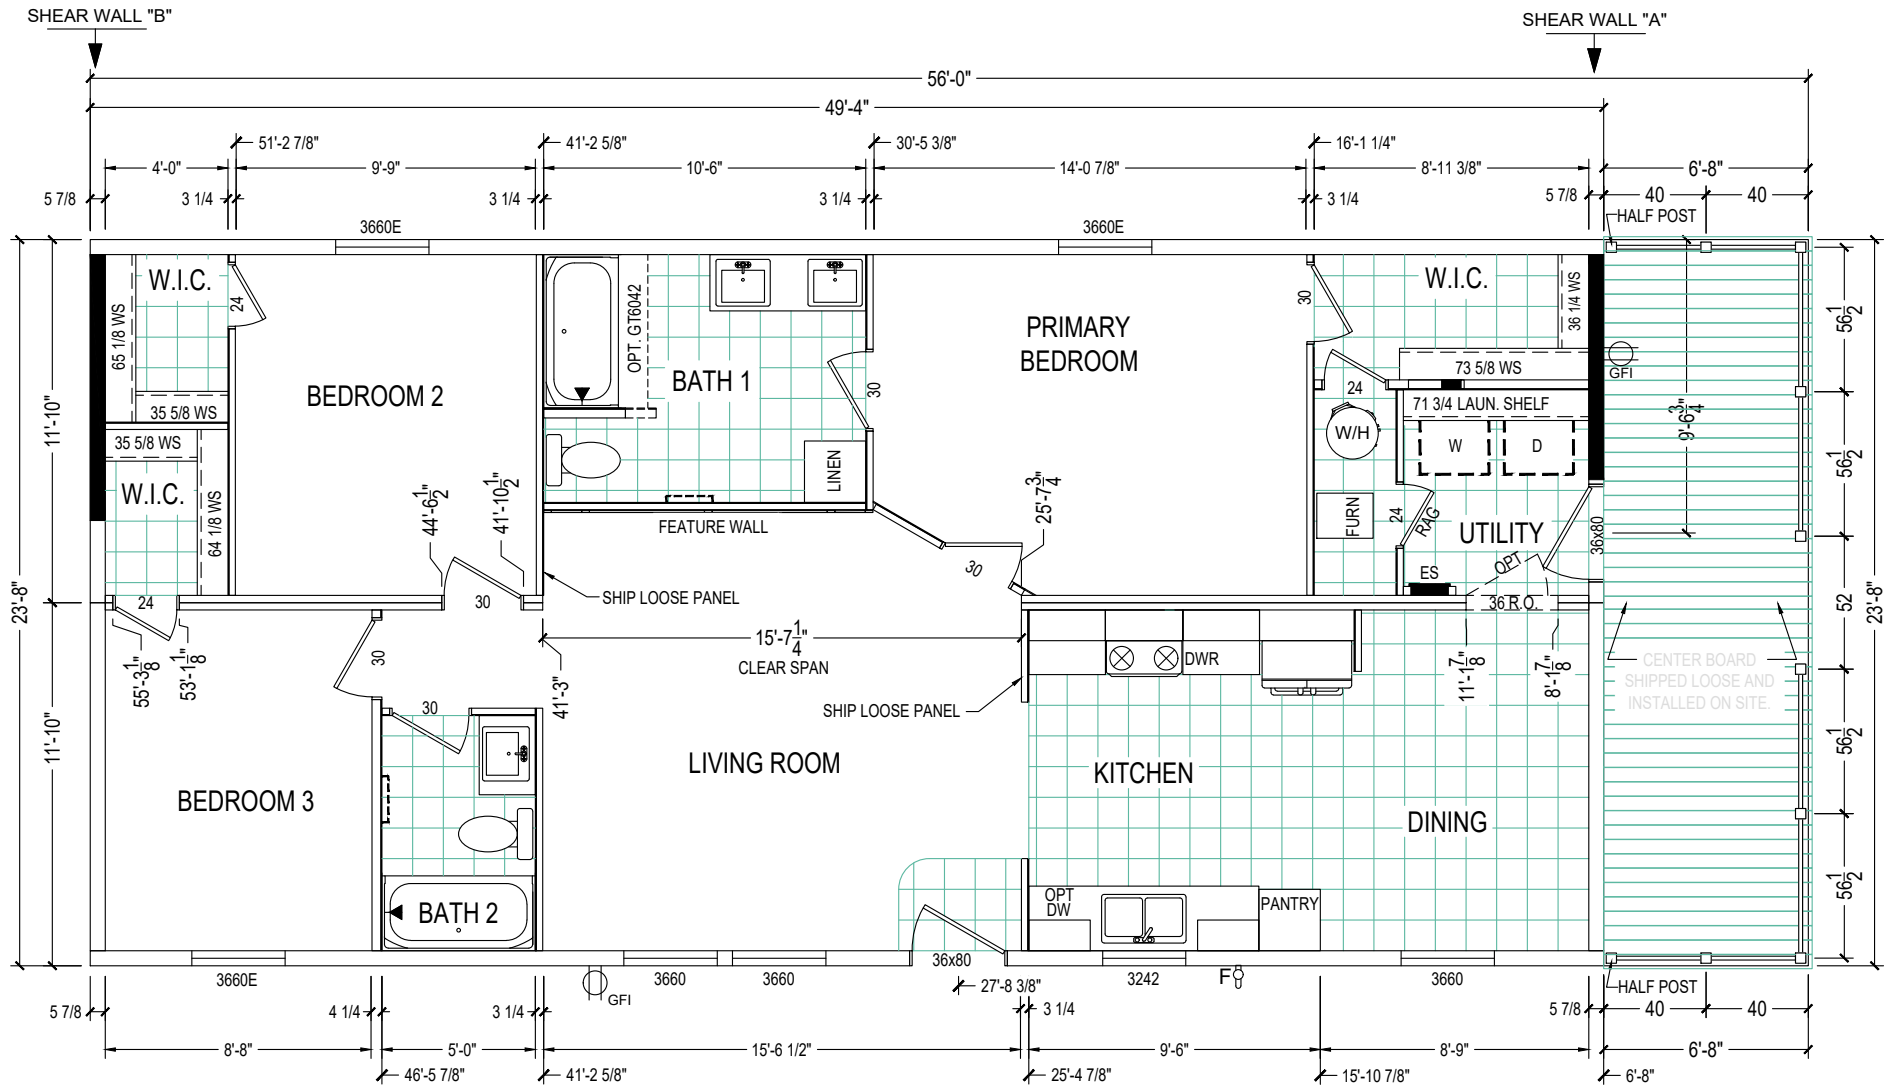 SHEAR WALL "B"
SHEAR WALL "A"
56'-0"
49'-4"
51'-2 7/8"
41'-2 5/8"
30'-5 3/8"
16'-1 1/4"
4'-0"
9'-9"
10'-6"
14'-0 7/8"
8'-11 3/8"
6'-8"
5 7/8
3 1/4
3 1/4
3 1/4
3 1/4
5 7/8
40
40
3660E
3660E
HALF POST
W.I.C.
24
65 1/8 WS
35 5/8 WS
35 5/8 WS
W.I.C.
64 1/8 WS
BEDROOM 2
OPT. GT6042
BATH 1
30
LINEN
FEATURE WALL
PRIMARY
BEDROOM
30
W.I.C.
36 1/4 WS
73 5/8 WS
24
71 3/4 LAUN. SHELF
W/H
W
D
FURN
24
RAG
UTILITY
36x80
OPT
ES
36 R.O.
GFI
9'-6 3/4"
56 1/2
56 1/2
52
56 1/2
56 1/2
23'-8"
23'-8"
11'-10"
11'-10"
44'-6 1/2"
41'-10 1/2"
25'-7 3/4"
30
24
30
SHIP LOOSE PANEL
55'-3 1/8"
53'-1 1/8"
30
30
41'-3"
15'-7 1/4"
CLEAR SPAN
SHIP LOOSE PANEL
DWR
11'-1 7/8"
8'-1 7/8"
CENTER BOARD
SHIPPED LOOSE AND
INSTALLED ON SITE.
LIVING ROOM
KITCHEN
DINING
BEDROOM 3
BATH 2
OPT
DW
PANTRY
36x80
3660E
GFI
3660
3660
27'-8 3/8"
3242
F
3660
HALF POST
5 7/8
4 1/4
3 1/4
3 1/4
5 7/8
40
40
8'-8"
5'-0"
15'-6 1/2"
9'-6"
8'-9"
6'-8"
46'-5 7/8"
41'-2 5/8"
25'-4 7/8"
15'-10 7/8"
6'-8"